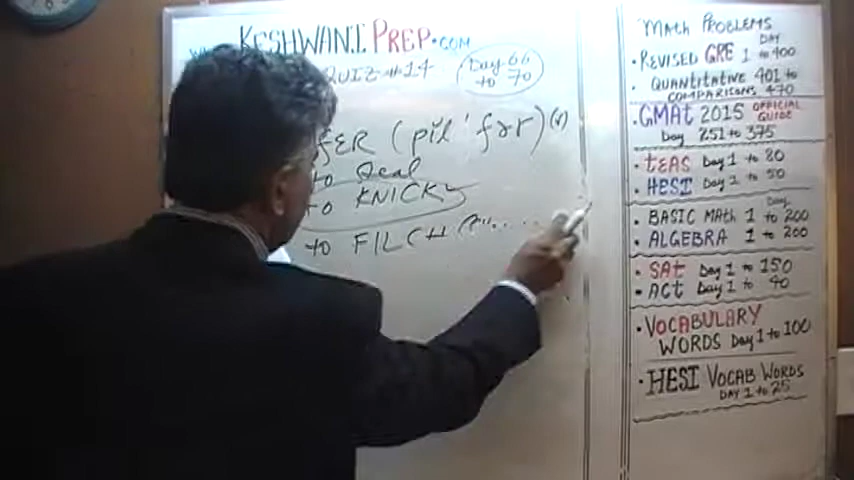 KESHWANI PREP.COM
QUIZ #14
Day 66
to 70
FER (pil' fər) (v)
to Steal
to KNICKY
to FILCH
Math PROBLEMS
DAY
• REVISED GRE 1 to 400
• QUANTITATIVE 401 to
COMPARISONS 470
• GMAt 2015 OFFICIAL
GUIDE
Day 251 to 375
• tEAS Day 1 to 80
• HESI Day 1 to 50
Day
• BASIC MAth 1 to 200
• ALGEBRA 1 to 200
• SAt Day 1 to 150
• ACt Day 1 to 40
• VOCABULARY
WORDS Day 1 to 100
• HESI VOCAB WORDS
DAY 1 to 25